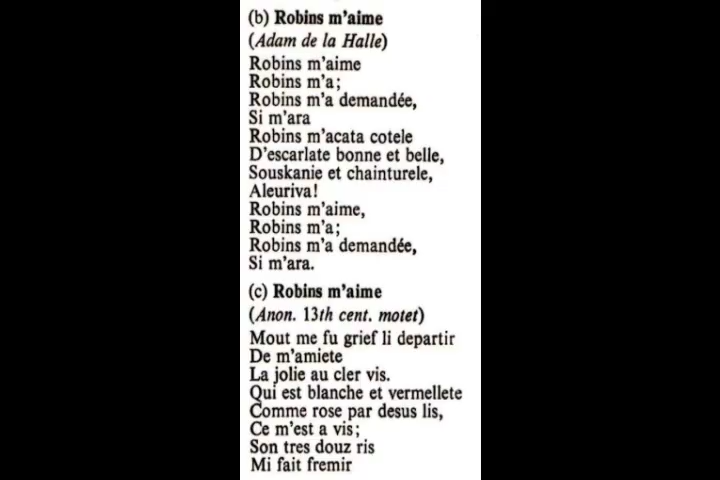 (b) Robins m'aime
(Adam de la Halle)
Robins m'aime
Robins m'a;
Robins m'a demandée,
Si m'ara
Robins m'acata cotele
D'escarlate bonne et belle,
Souskanie et chainturele,
Aleuriva!
Robins m'aime,
Robins m'a;
Robins m'a demandée,
Si m'ara.
(c) Robins m'aime
(Anon. 13th cent. motet)
Mout me fu grief li departir
De m'amiete
La jolie au cler vis.
Qui est blanche et vermellete
Comme rose par desus lis,
Ce m'est a vis;
Son tres douz ris
Mi fait fremir